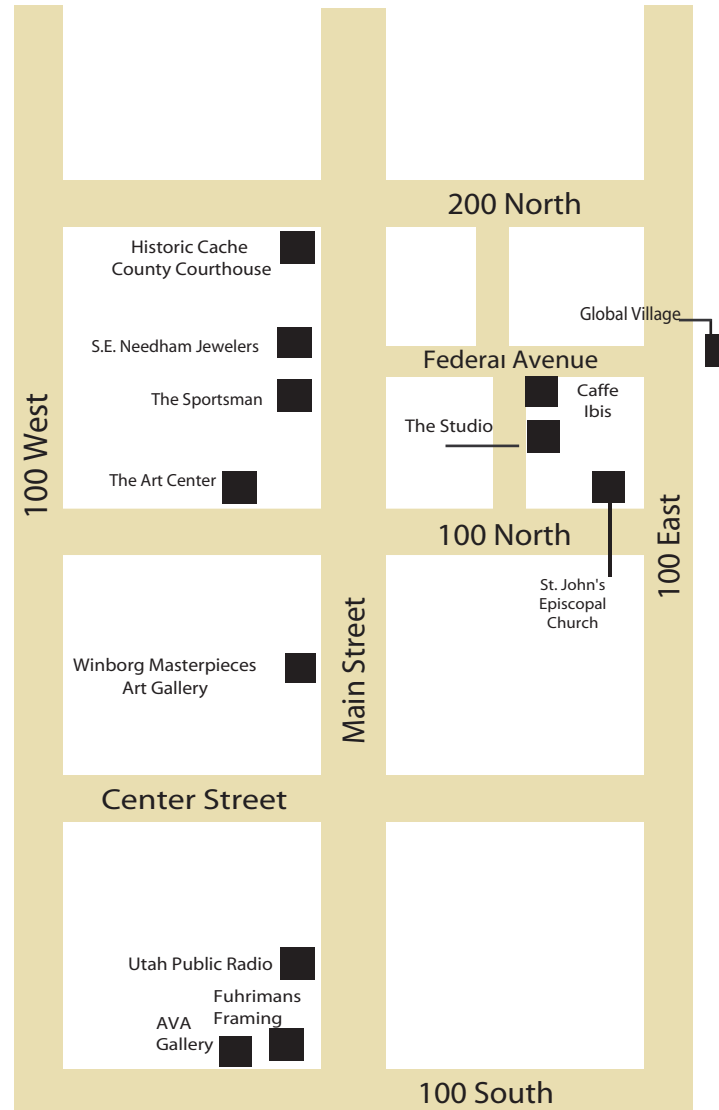 200 North
Historic Cache
County Courthouse
Global Village
S.E. Needham Jewelers
Federal Avenue
The Sportsman
Caffe
Ibis
The Studio
100 West
The Art Center
100 North
100 East
St. John's
Episcopal
Church
Main Street
Winborg Masterpieces
Art Gallery
Center Street
Utah Public Radio
Fuhrimans
Framing
AVA
Gallery
100 South